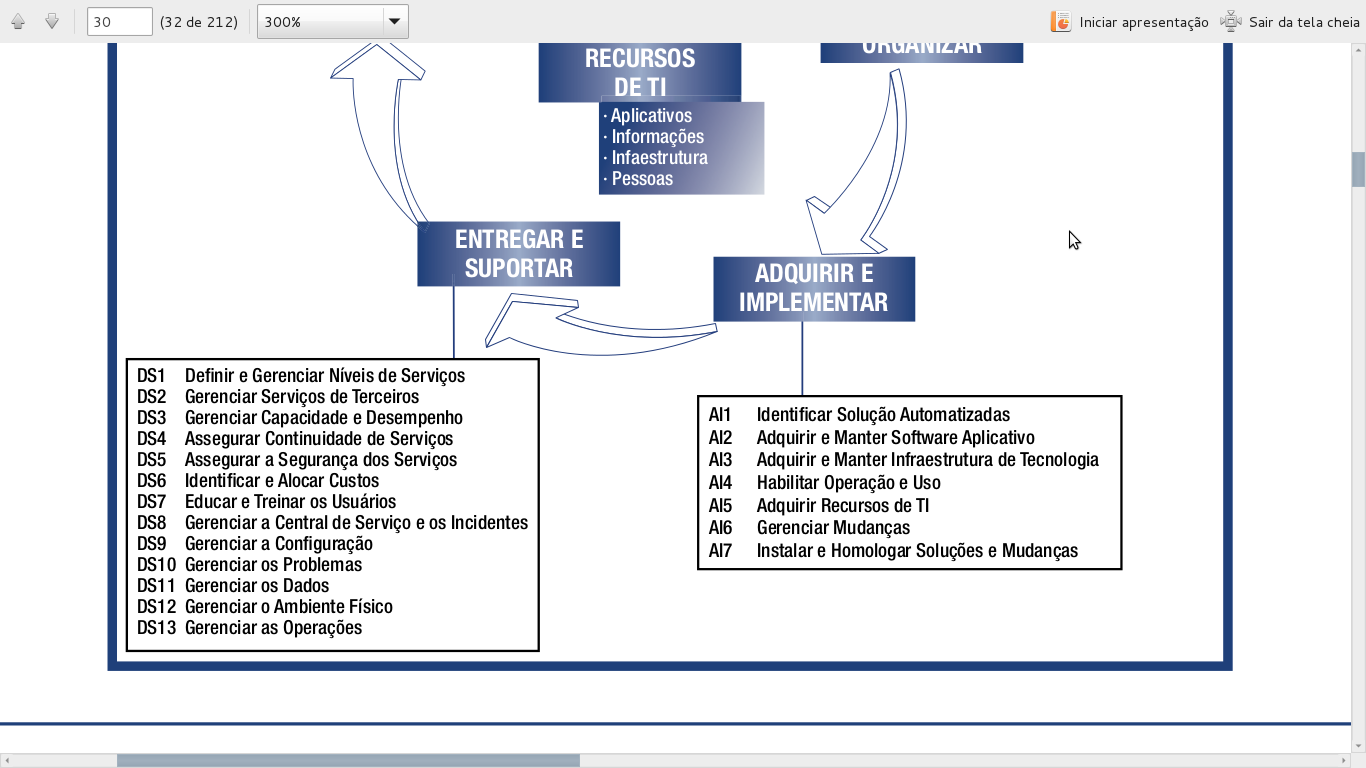 30
(32 de 212)
300%
Iniciar apresentação
Sair da tela cheia
RECURSOS
DE TI
ORGANIZAR
· Aplicativos
· Informações
· Infaestrutura
· Pessoas
ENTREGAR E
SUPORTAR
ADQUIRIR E
IMPLEMENTAR
DS1 Definir e Gerenciar Níveis de Serviços
DS2 Gerenciar Serviços de Terceiros
DS3 Gerenciar Capacidade e Desempenho
DS4 Assegurar Continuidade de Serviços
DS5 Assegurar a Segurança dos Serviços
DS6 Identificar e Alocar Custos
DS7 Educar e Treinar os Usuários
DS8 Gerenciar a Central de Serviço e os Incidentes
DS9 Gerenciar a Configuração
DS10 Gerenciar os Problemas
DS11 Gerenciar os Dados
DS12 Gerenciar o Ambiente Físico
DS13 Gerenciar as Operações
AI1 Identificar Solução Automatizadas
AI2 Adquirir e Manter Software Aplicativo
AI3 Adquirir e Manter Infraestrutura de Tecnologia
AI4 Habilitar Operação e Uso
AI5 Adquirir Recursos de TI
AI6 Gerenciar Mudanças
AI7 Instalar e Homologar Soluções e Mudanças